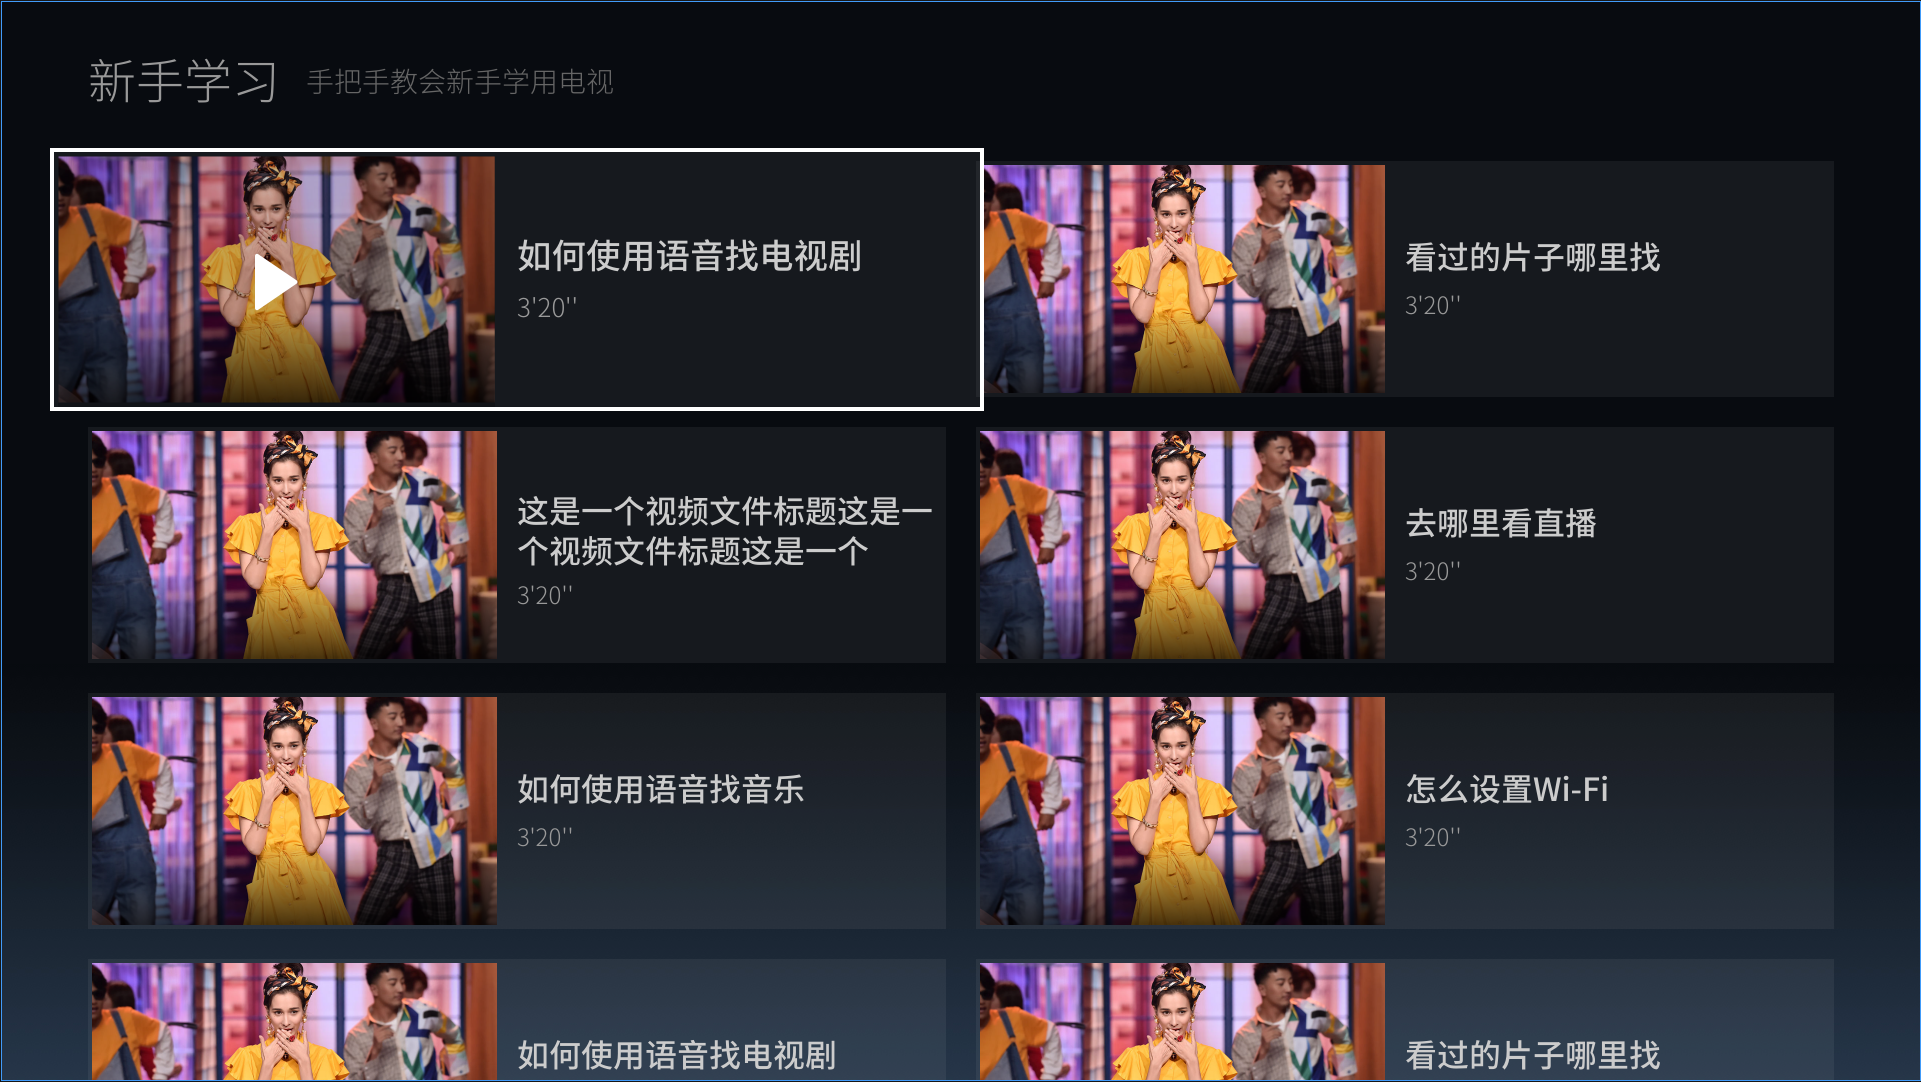 新手学习 手把手教会新手学用电视
如何使用语音找电视剧
3'20''
看过的片子哪里找
3'20''
这是一个视频文件标题这是一
个视频文件标题这是一个
3'20''
去哪里看直播
3'20''
如何使用语音找音乐
3'20''
怎么设置Wi-Fi
3'20''
如何使用语音找电视剧
看过的片子哪里找